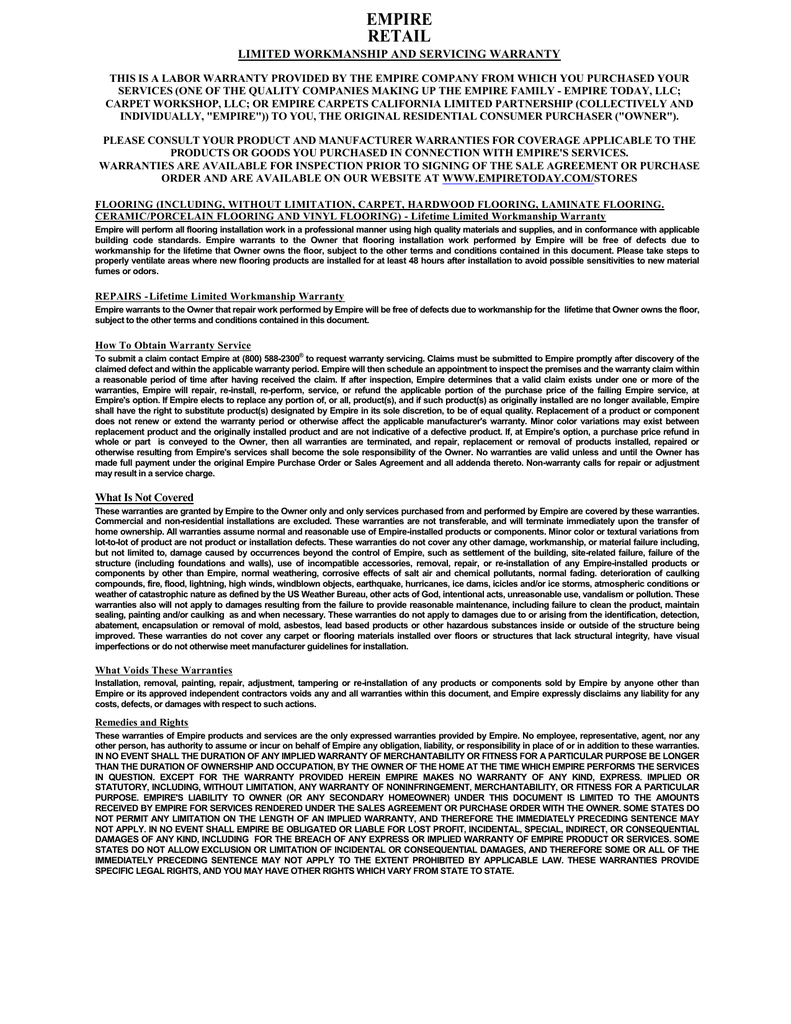 EMPIRE
RETAIL
LIMITED WORKMANSHIP AND SERVICING WARRANTY
THIS IS A LABOR WARRANTY PROVIDED BY THE EMPIRE COMPANY FROM WHICH YOU PURCHASED YOUR
SERVICES (ONE OF THE QUALITY COMPANIES MAKING UP THE EMPIRE FAMILY - EMPIRE TODAY, LLC;
CARPET WORKSHOP, LLC; OR EMPIRE CARPETS CALIFORNIA LIMITED PARTNERSHIP (COLLECTIVELY AND
INDIVIDUALLY, "EMPIRE")) TO YOU, THE ORIGINAL RESIDENTIAL CONSUMER PURCHASER ("OWNER").
PLEASE CONSULT YOUR PRODUCT AND MANUFACTURER WARRANTIES FOR COVERAGE APPLICABLE TO THE
PRODUCTS OR GOODS YOU PURCHASED IN CONNECTION WITH EMPIRE'S SERVICES.
WARRANTIES ARE AVAILABLE FOR INSPECTION PRIOR TO SIGNING OF THE SALE AGREEMENT OR PURCHASE
ORDER AND ARE AVAILABLE ON OUR WEBSITE AT WWW.EMPIRETODAY.COM/STORES
FLOORING (INCLUDING, WITHOUT LIMITATION, CARPET, HARDWOOD FLOORING, LAMINATE FLOORING.
CERAMIC/PORCELAIN FLOORING AND VINYL FLOORING) - Lifetime Limited Workmanship Warranty
Empire will perform all flooring installation work in a professional manner using high quality materials and supplies, and in conformance with applicable
building code standards. Empire warrants to the Owner that flooring installation work performed by Empire will be free of defects due to
workmanship for the lifetime that Owner owns the floor, subject to the other terms and conditions contained in this document. Please take steps to
properly ventilate areas where new flooring products are installed for at least 48 hours after installation to avoid possible sensitivities to new material
fumes or odors.
REPAIRS -Lifetime Limited Workmanship Warranty
Empire warrants to the Owner that repair work performed by Empire will be free of defects due to workmanship for the lifetime that Owner owns the floor,
subject to the other terms and conditions contained in this document.
How To Obtain Warranty Service
To submit a claim contact Empire at (800) 588-2300® to request warranty servicing. Claims must be submitted to Empire promptly after discovery of the
claimed defect and within the applicable warranty period. Empire will then schedule an appointment to inspect the premises and the warranty claim within
a reasonable period of time after having received the claim. If after inspection, Empire determines that a valid claim exists under one or more of the
warranties, Empire will repair, re-install, re-perform, service, or refund the applicable portion of the purchase price of the failing Empire service, at
Empire's option. If Empire elects to replace any portion of, or all, product(s), and if such product(s) as originally installed are no longer available, Empire
shall have the right to substitute product(s) designated by Empire in its sole discretion, to be of equal quality. Replacement of a product or component
does not renew or extend the warranty period or otherwise affect the applicable manufacturer's warranty. Minor color variations may exist between
replacement product and the originally installed product and are not indicative of a defective product. If, at Empire's option, a purchase price refund in
whole or part is conveyed to the Owner, then all warranties are terminated, and repair, replacement or removal of products installed, repaired or
otherwise resulting from Empire's services shall become the sole responsibility of the Owner. No warranties are valid unless and until the Owner has
made full payment under the original Empire Purchase Order or Sales Agreement and all addenda thereto. Non-warranty calls for repair or adjustment
may result in a service charge.
What Is Not Covered
These warranties are granted by Empire to the Owner only and only services purchased from and performed by Empire are covered by these warranties.
Commercial and non-residential installations are excluded. These warranties are not transferable, and will terminate immediately upon the transfer of
home ownership. All warranties assume normal and reasonable use of Empire-installed products or components. Minor color or textural variations from
lot-to-lot of product are not product or installation defects. These warranties do not cover any other damage, workmanship, or material failure including,
but not limited to, damage caused by occurrences beyond the control of Empire, such as settlement of the building, site-related failure, failure of the
structure (including foundations and walls), use of incompatible accessories, removal, repair, or re-installation of any Empire-installed products or
components by other than Empire, normal weathering, corrosive effects of salt air and chemical pollutants, normal fading. deterioration of caulking
compounds, fire, flood, lightning, high winds, windblown objects, earthquake, hurricanes, ice dams, icicles and/or ice storms, atmospheric conditions or
weather of catastrophic nature as defined by the US Weather Bureau, other acts of God, intentional acts, unreasonable use, vandalism or pollution. These
warranties also will not apply to damages resulting from the failure to provide reasonable maintenance, including failure to clean the product, maintain
sealing, painting and/or caulking as and when necessary. These warranties do not apply to damages due to or arising from the identification, detection,
abatement, encapsulation or removal of mold, asbestos, lead based products or other hazardous substances inside or outside of the structure being
improved. These warranties do not cover any carpet or flooring materials installed over floors or structures that lack structural integrity, have visual
imperfections or do not otherwise meet manufacturer guidelines for installation.
What Voids These Warranties
Installation, removal, painting, repair, adjustment, tampering or re-installation of any products or components sold by Empire by anyone other than
Empire or its approved independent contractors voids any and all warranties within this document, and Empire expressly disclaims any liability for any
costs, defects, or damages with respect to such actions.
Remedies and Rights
These warranties of Empire products and services are the only expressed warranties provided by Empire. No employee, representative, agent, nor any
other person, has authority to assume or incur on behalf of Empire any obligation, liability, or responsibility in place of or in addition to these warranties.
IN NO EVENT SHALL THE DURATION OF ANY IMPLIED WARRANTY OF MERCHANTABILITY OR FITNESS FOR A PARTICULAR PURPOSE BE LONGER
THAN THE DURATION OF OWNERSHIP AND OCCUPATION, BY THE OWNER OF THE HOME AT THE TIME WHICH EMPIRE PERFORMS THE SERVICES
IN QUESTION. EXCEPT FOR THE WARRANTY PROVIDED HEREIN EMPIRE MAKES NO WARRANTY OF ANY KIND, EXPRESS. IMPLIED OR
STATUTORY, INCLUDING, WITHOUT LIMITATION, ANY WARRANTY OF NONINFRINGEMENT, MERCHANTABILITY, OR FITNESS FOR A PARTICULAR
PURPOSE. EMPIRE'S LIABILITY TO OWNER (OR ANY SECONDARY HOMEOWNER) UNDER THIS DOCUMENT IS LIMITED TO THE AMOUNTS
RECEIVED BY EMPIRE FOR SERVICES RENDERED UNDER THE SALES AGREEMENT OR PURCHASE ORDER WITH THE OWNER. SOME STATES DO
NOT PERMIT ANY LIMITATION ON THE LENGTH OF AN IMPLIED WARRANTY, AND THEREFORE THE IMMEDIATELY PRECEDING SENTENCE MAY
NOT APPLY. IN NO EVENT SHALL EMPIRE BE OBLIGATED OR LIABLE FOR LOST PROFIT, INCIDENTAL, SPECIAL, INDIRECT, OR CONSEQUENTIAL
DAMAGES OF ANY KIND, INCLUDING FOR THE BREACH OF ANY EXPRESS OR IMPLIED WARRANTY OF EMPIRE PRODUCT OR SERVICES. SOME
STATES DO NOT ALLOW EXCLUSION OR LIMITATION OF INCIDENTAL OR CONSEQUENTIAL DAMAGES, AND THEREFORE SOME OR ALL OF THE
IMMEDIATELY PRECEDING SENTENCE MAY NOT APPLY TO THE EXTENT PROHIBITED BY APPLICABLE LAW. THESE WARRANTIES PROVIDE
SPECIFIC LEGAL RIGHTS, AND YOU MAY HAVE OTHER RIGHTS WHICH VARY FROM STATE TO STATE.